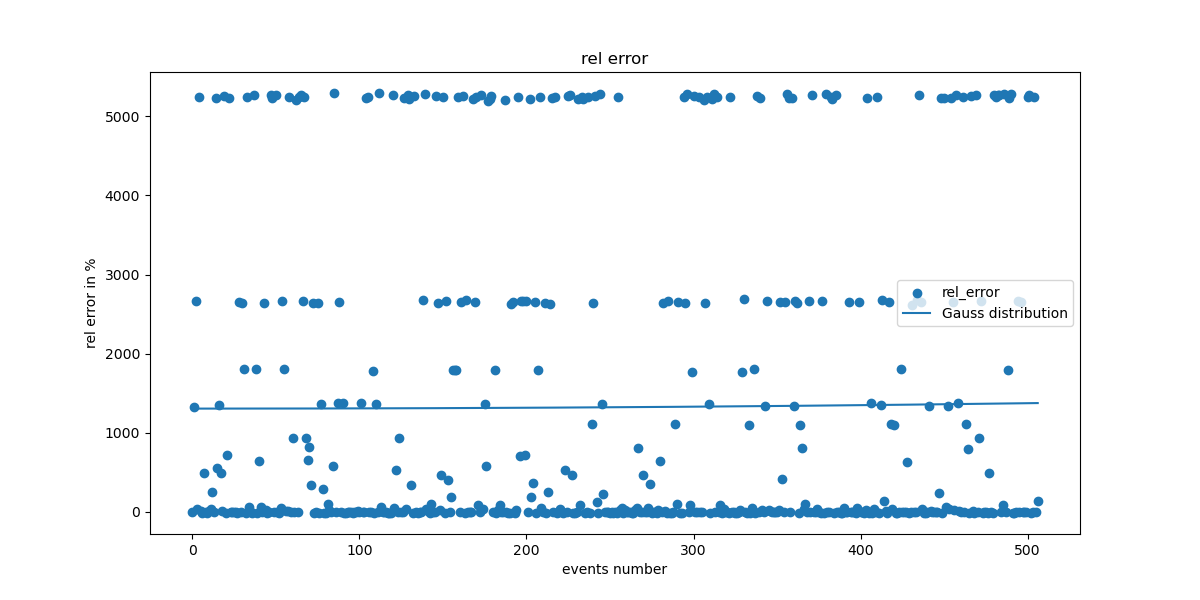 rel error
5000
4000
3000
2000
1000
0
rel error in %
rel_error
Gauss distribution
0 100 200 300 400 500
events number